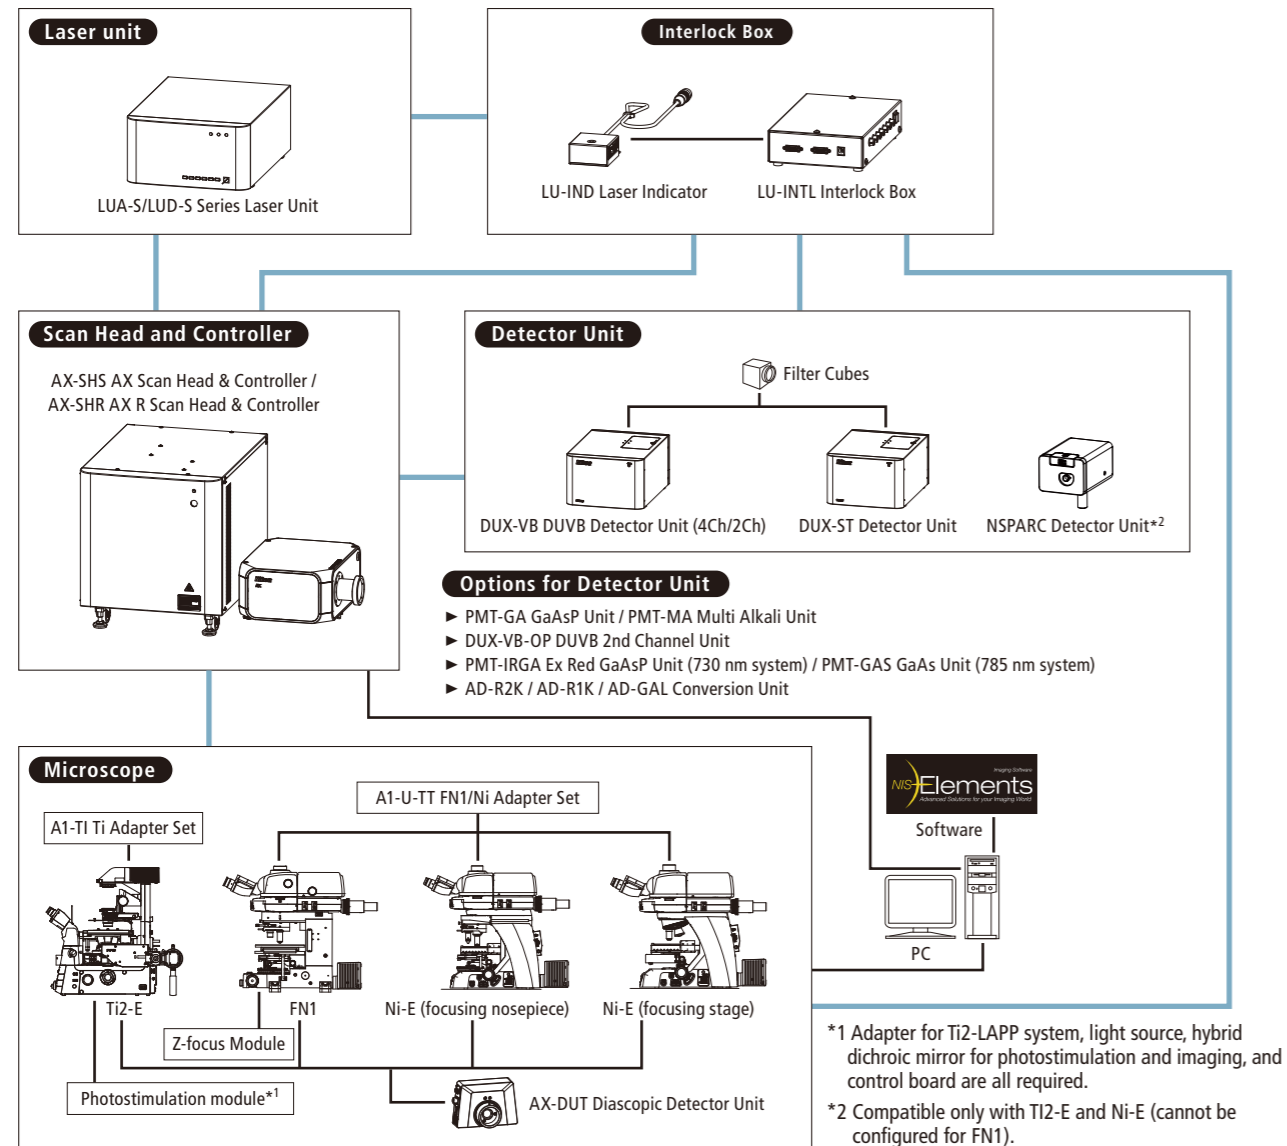 Laser unit
LUA-S/LUD-S Series Laser Unit
Interlock Box
LU-IND Laser Indicator
LU-INTL Interlock Box
Scan Head and Controller
AX-SHS AX Scan Head & Controller /
AX-SHR AX R Scan Head & Controller
Detector Unit
Filter Cubes
DUX-VB DUVB Detector Unit (4Ch/2Ch)
DUX-ST Detector Unit
NSPARC Detector Unit*2
Options for Detector Unit
► PMT-GA GaAsP Unit / PMT-MA Multi Alkali Unit
► DUX-VB-OP DUVB 2nd Channel Unit
► PMT-IRGA Ex Red GaAsP Unit (730 nm system) / PMT-GAS GaAs Unit (785 nm system)
► AD-R2K / AD-R1K / AD-GAL Conversion Unit
Microscope
A1-TI Ti Adapter Set
A1-U-TT FN1/Ni Adapter Set
Ti2-E
FN1
Ni-E (focusing nosepiece)
Ni-E (focusing stage)
Z-focus Module
Photostimulation module*1
AX-DUT Diascopic Detector Unit
Imaging Software
NIS-Elements
Advanced Solutions for your Imaging World
Software
PC
*1 Adapter for Ti2-LAPP system, light source, hybrid
dichroic mirror for photostimulation and imaging, and
control board are all required.
*2 Compatible only with TI2-E and Ni-E (cannot be
configured for FN1).